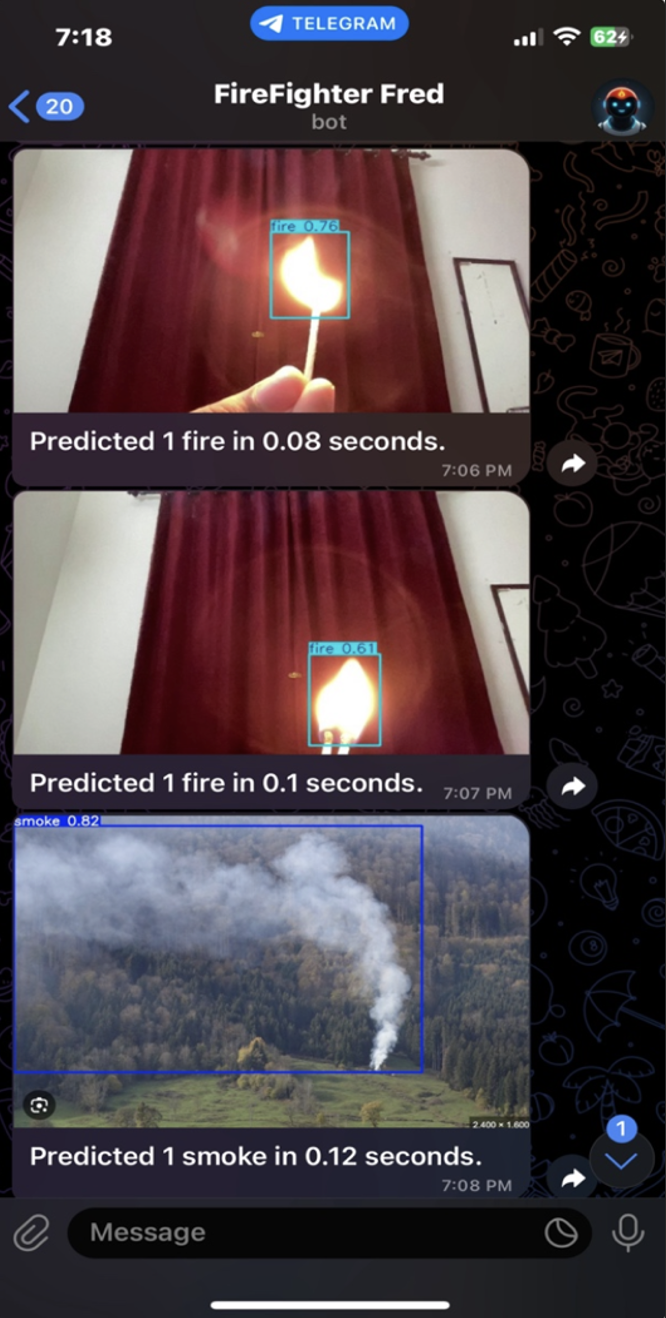 7:18
TELEGRAM
62
20
FireFighter Fred
bot
fire 0.76
Predicted 1 fire in 0.08 seconds.
7:06 PM
fire 0.61
Predicted 1 fire in 0.1 seconds.
7:07 PM
smoke 0.82
2.400 × 1.600
Predicted 1 smoke in 0.12 seconds.
7:08 PM
1
Message